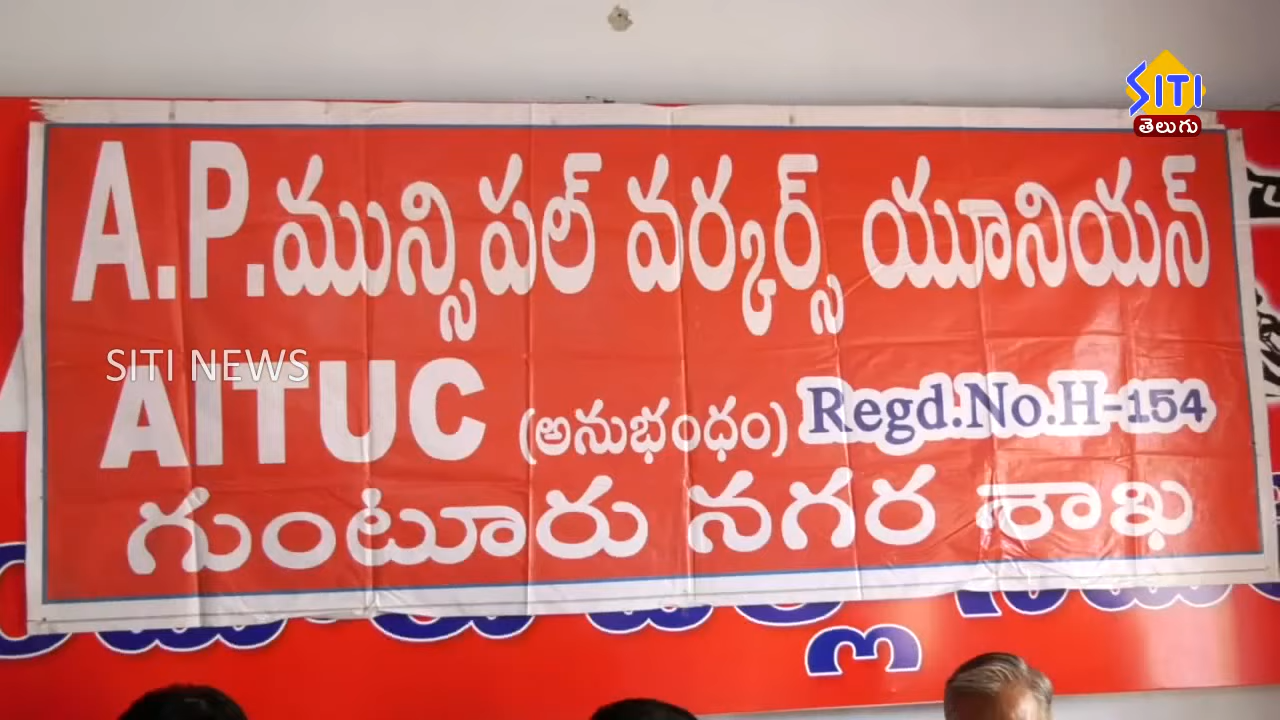 SITI
తెలుగు
A.P.మున్సిపల్ వర్కర్స్ యూనియన్
SITI NEWS
AITUC (అనుభంధం) Regd.No.H-154
గుంటూరు నగర శాఖ